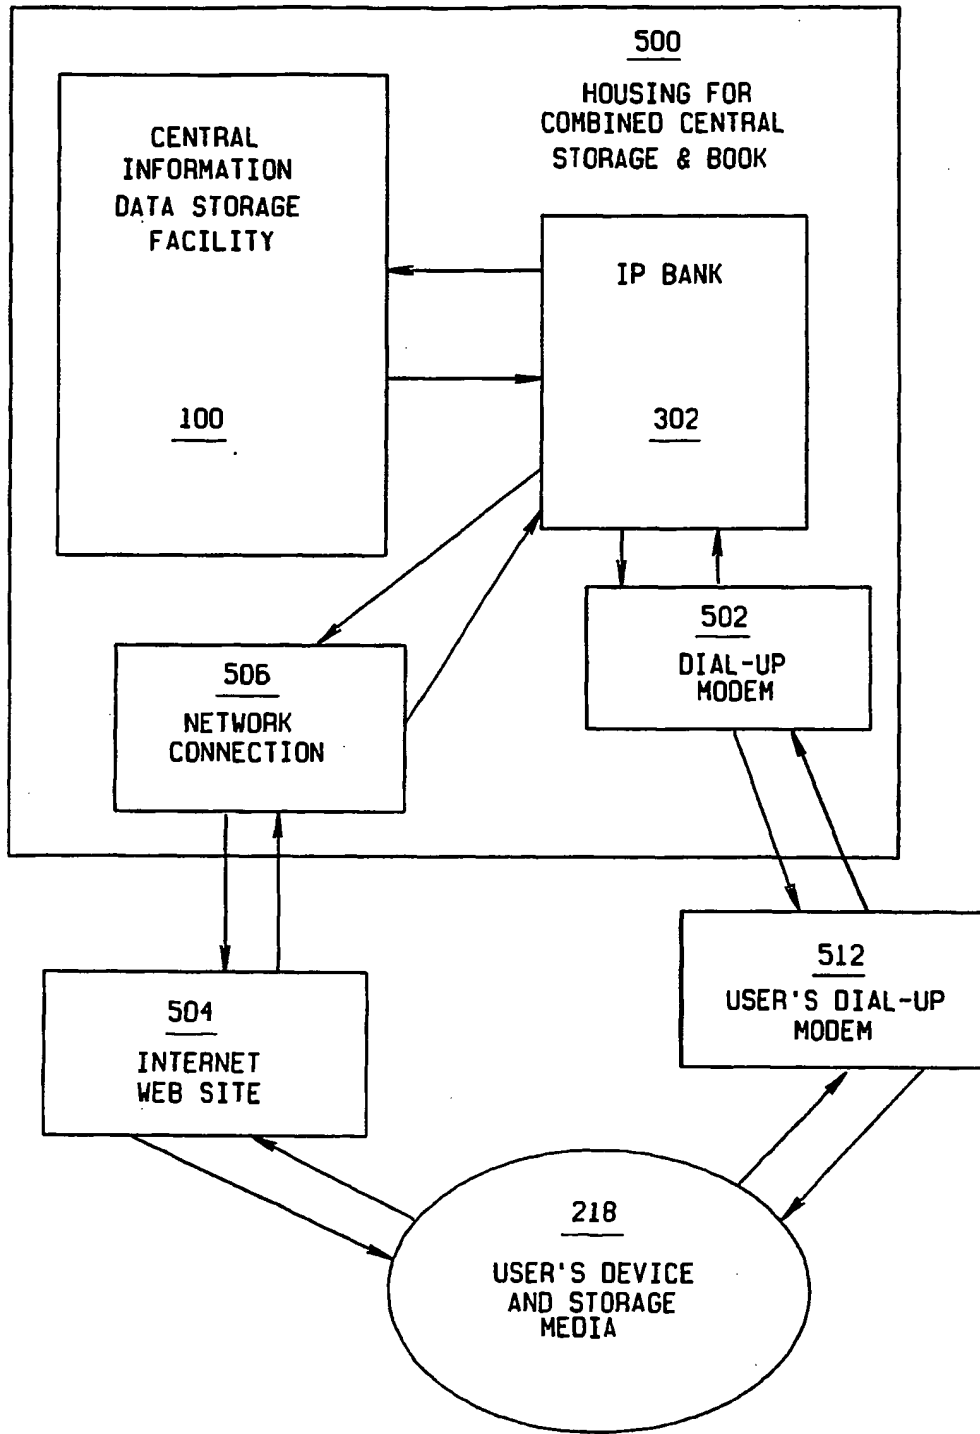 500
HOUSING FOR
COMBINED CENTRAL
STORAGE & BOOK
CENTRAL
INFORMATION
DATA STORAGE
FACILITY
100
IP BANK
302
502
DIAL-UP
MODEM
506
NETWORK
CONNECTION
512
USER'S DIAL-UP
MODEM
504
INTERNET
WEB SITE
218
USER'S DEVICE
AND STORAGE
MEDIA